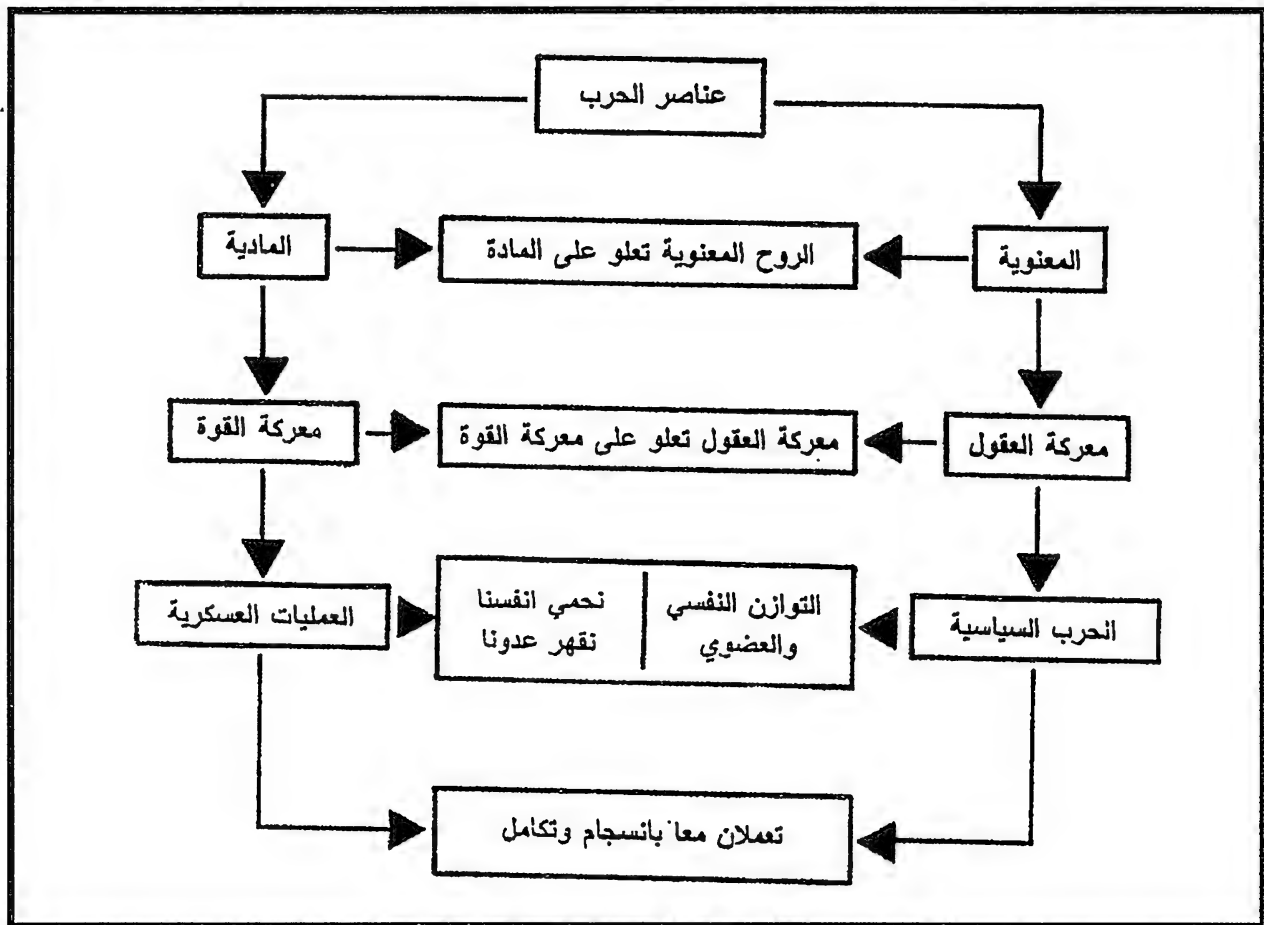 عناصر الحرب
المعنوية
الروح المعنوية تعلو على المادة
المادية
معركة العقول
معركة العقول تعلو على معركة القوة
معركة القوة
الحرب السياسية
التوازن النفسي
والعضوي
نحمي انفسنا
نقهر عدونا
العمليات العسكرية
تعملان معا بانسجام وتكامل